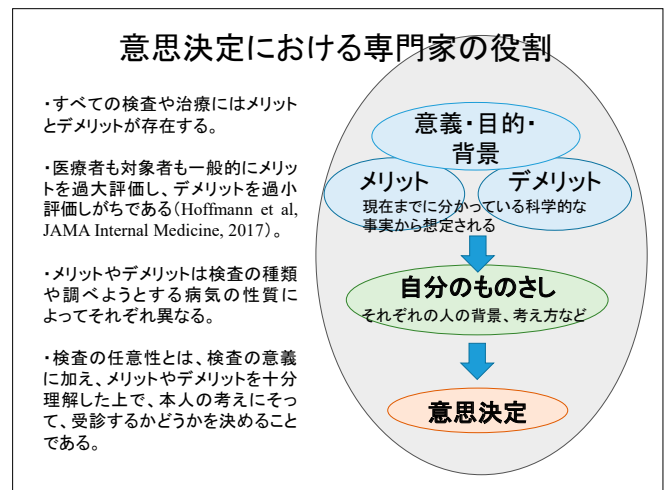 意思決定における専門家の役割
・すべての検査や治療にはメリット
とデメリットが存在する。
・医療者も対象者も一般的にメリッ
トを過大評価し、デメリットを過小
評価しがちである(Hoffmann et al,
JAMA Internal Medicine, 2017)。
・メリットやデメリットは検査の種類
や調べようとする病気の性質に
よってそれぞれ異なる。
・検査の任意性とは、検査の意義
に加え、メリットやデメリットを十分
理解した上で、本人の考えにそっ
て、受診するかどうかを決めること
である。
意義・目的・
背景
メリット
デメリット
現在までに分かっている科学的な
事実から想定される
自分のものさし
それぞれの人の背景、考え方など
意思決定